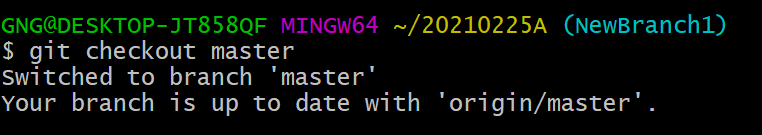 GNG@DESKTOP-JT858QF MINGW64 ~/20210225A (NewBranch1)
$ git checkout master
Switched to branch 'master'
Your branch is up to date with 'origin/master'.